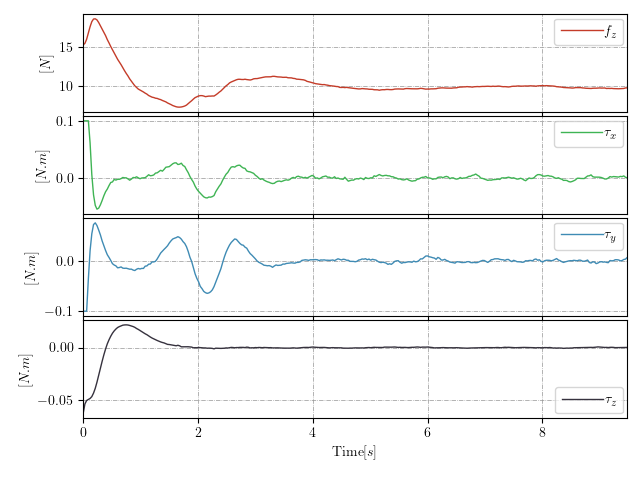 15
10
[N]
f_z
0.1
0.0
[N.m]
τ_x
0.0
−0.1
[N.m]
τ_y
0.00
−0.05
[N.m]
τ_z
0 2 4 6 8
Time[s]